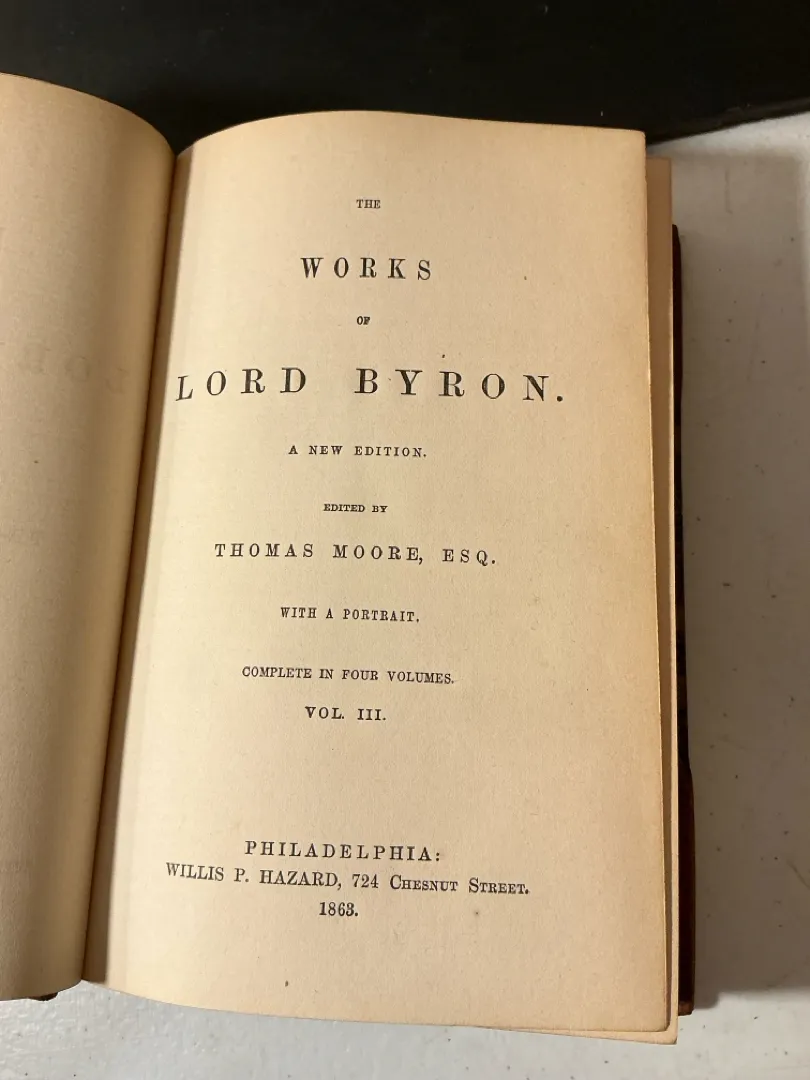 THE
WORKS
OF
LORD BYRON.
A NEW EDITION.
EDITED BY
THOMAS MOORE, ESQ.
WITH A PORTRAIT.
COMPLETE IN FOUR VOLUMES.
VOL. III.
PHILADELPHIA:
WILLIS P. HAZARD, 724 CHESNUT STREET.
1863.